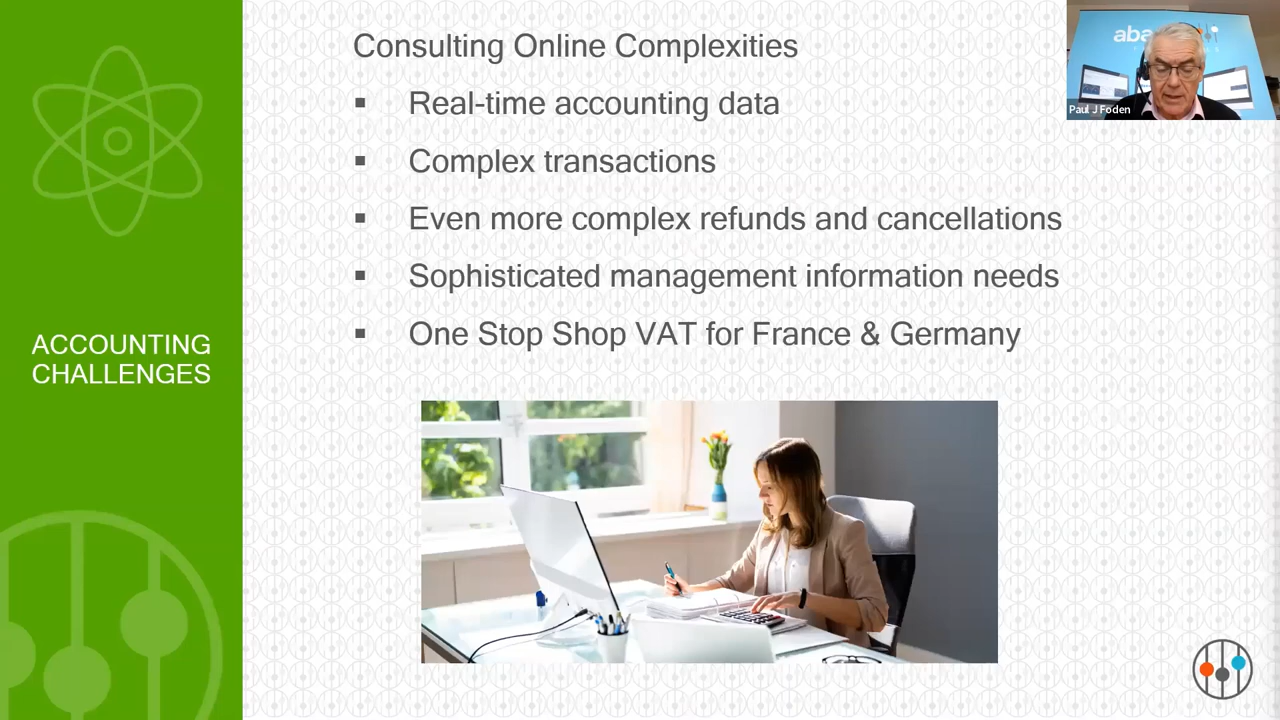 Consulting Online Complexities
Real-time accounting data
Complex transactions
Even more complex refunds and cancellations
Sophisticated management information needs
One Stop Shop VAT for France & Germany
ACCOUNTING
CHALLENGES
aba
Paul J Foden